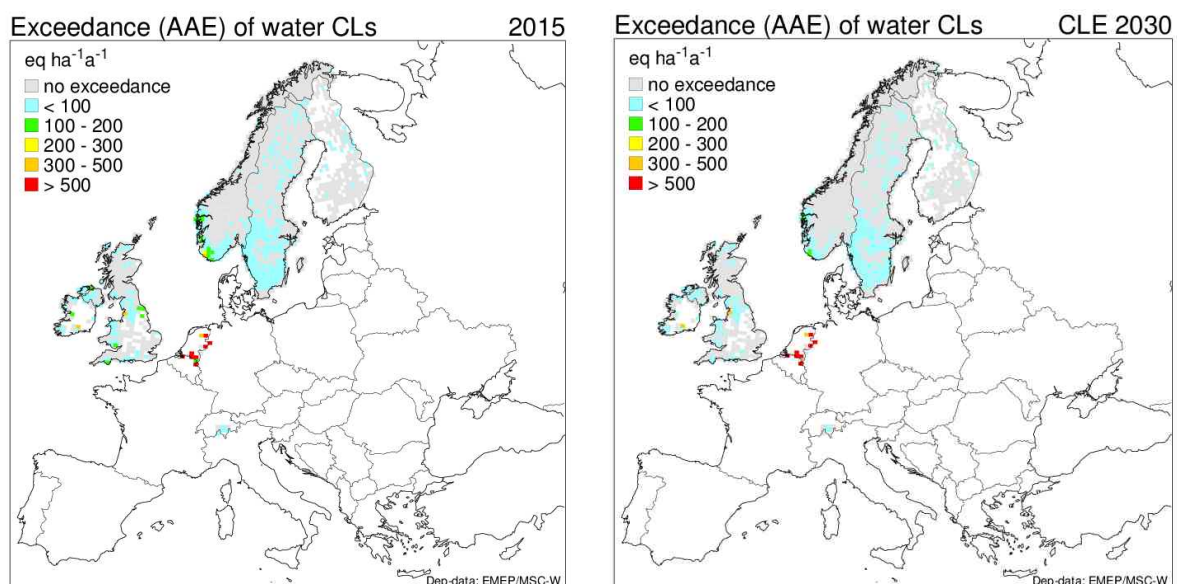 Exceedance (AAE) of water CLs 2015
eq ha⁻¹a⁻¹
no exceedance
< 100
100 - 200
200 - 300
300 - 500
> 500
Dep-data: EMEP/MSC-W
Exceedance (AAE) of water CLs CLE 2030
eq ha⁻¹a⁻¹
no exceedance
< 100
100 - 200
200 - 300
300 - 500
> 500
Dep-data: EMEP/MSC-W